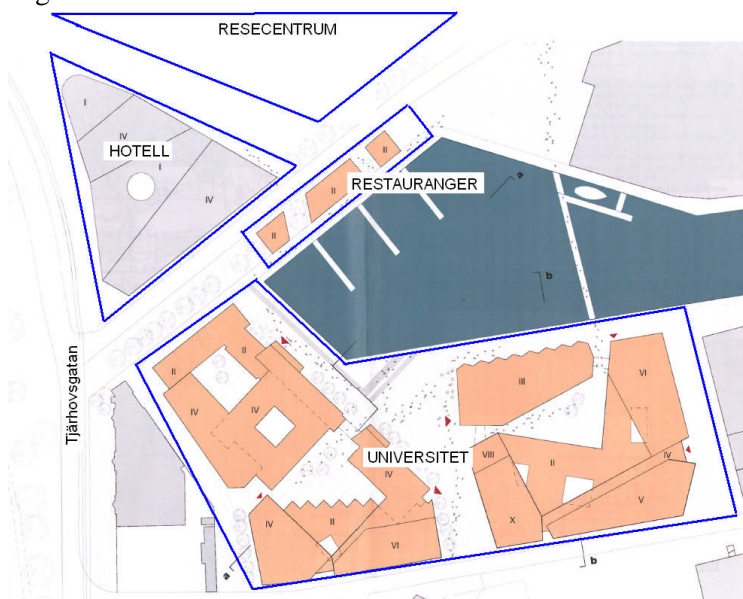 g
RESECENTRUM
I
IV
HOTELL
I
IV
II
RESTAURANGER
II
II
a
b
Tjärhovsgatan
II
II
IV
IV
III
VI
UNIVERSITET
IV
VIII
II
IV
IV
II
VI
X
V
a
b